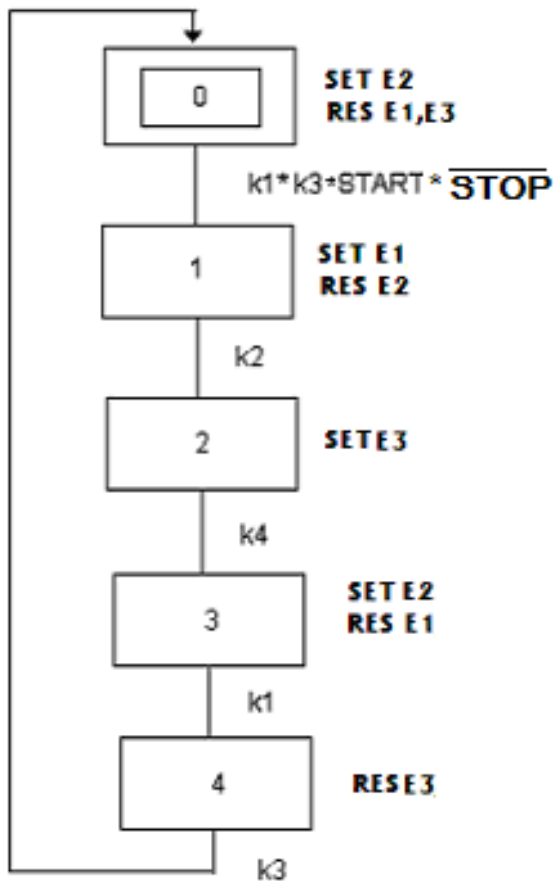 0
SET E2
RES E1,E3
k1*k3*START*S̅T̅O̅P̅
1
SET E1
RES E2
k2
2
SET E3
k4
3
SET E2
RES E1
k1
4
RES E3
k3